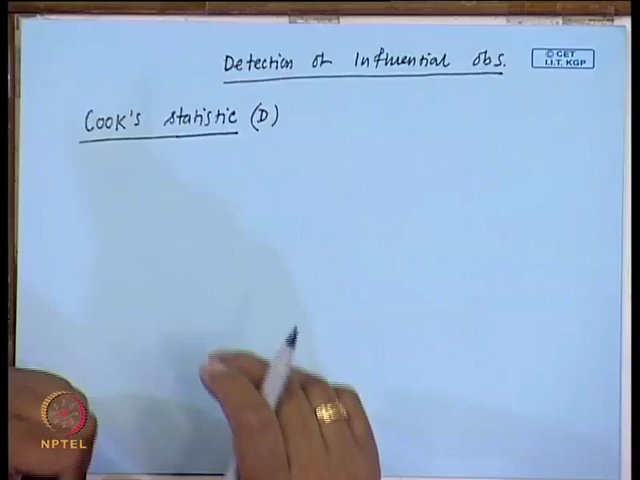 Detection of Influential obs.
© CET
I.I.T. KGP
Cook's statistic (D)
NPTEL